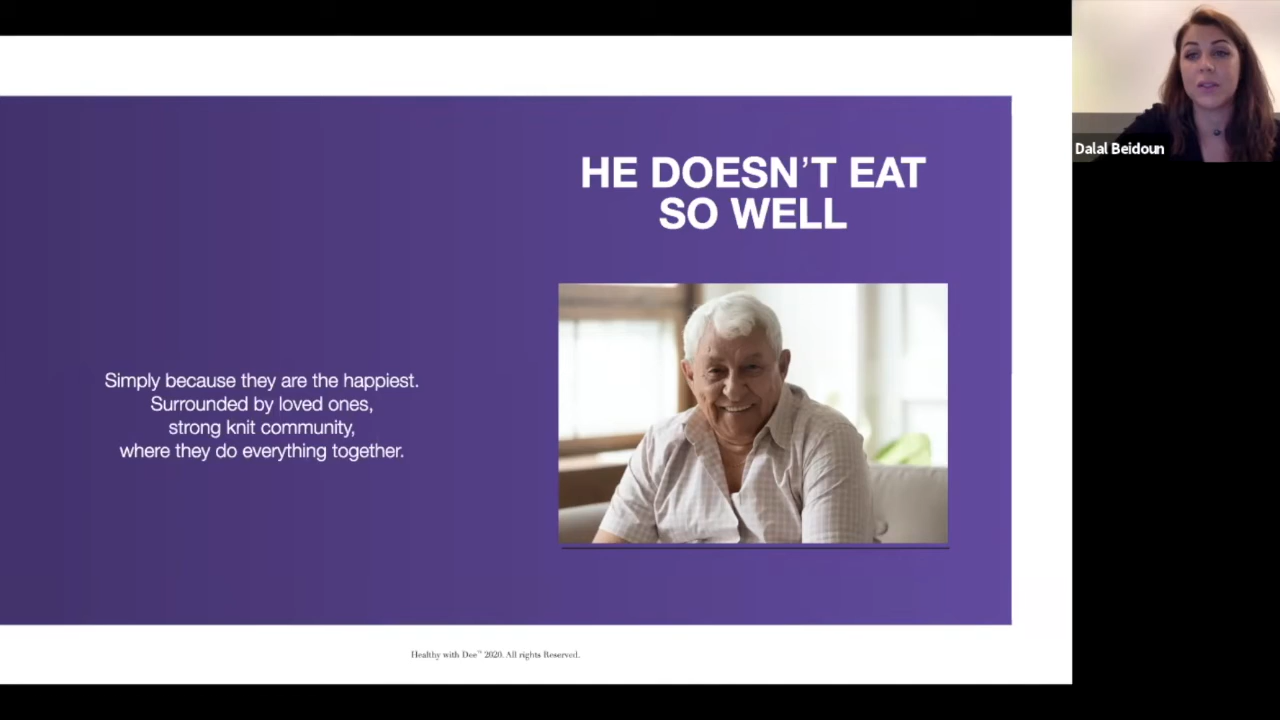 HE DOESN’T EAT
SO WELL
Simply because they are the happiest.
Surrounded by loved ones,
strong knit community,
where they do everything together.
Healthy with Dee™ 2020. All rights Reserved.
Dalal Beidoun